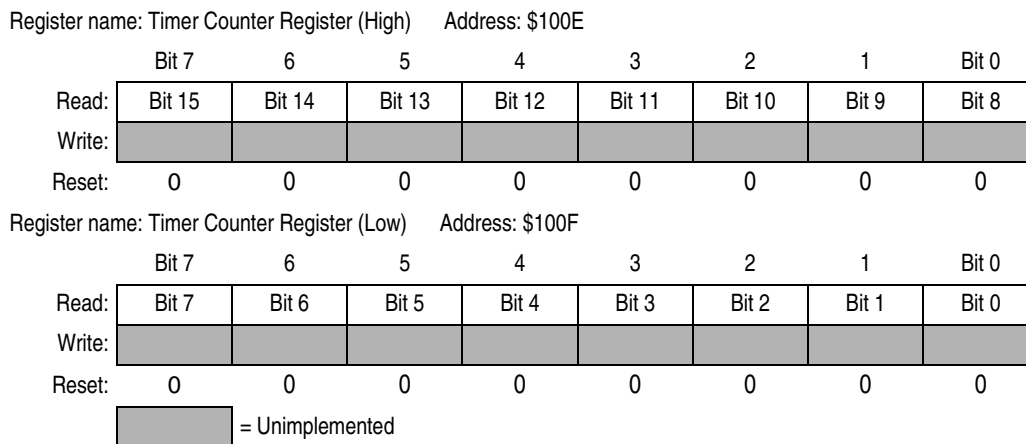 Register name: Timer Counter Register (High) Address: $100E
Bit 7 6 5 4 3 2 1 Bit 0
Read: Bit 15 Bit 14 Bit 13 Bit 12 Bit 11 Bit 10 Bit 9 Bit 8
Write:
Reset: 0 0 0 0 0 0 0 0
Register name: Timer Counter Register (Low) Address: $100F
Bit 7 6 5 4 3 2 1 Bit 0
Read: Bit 7 Bit 6 Bit 5 Bit 4 Bit 3 Bit 2 Bit 1 Bit 0
Write:
Reset: 0 0 0 0 0 0 0 0
= Unimplemented